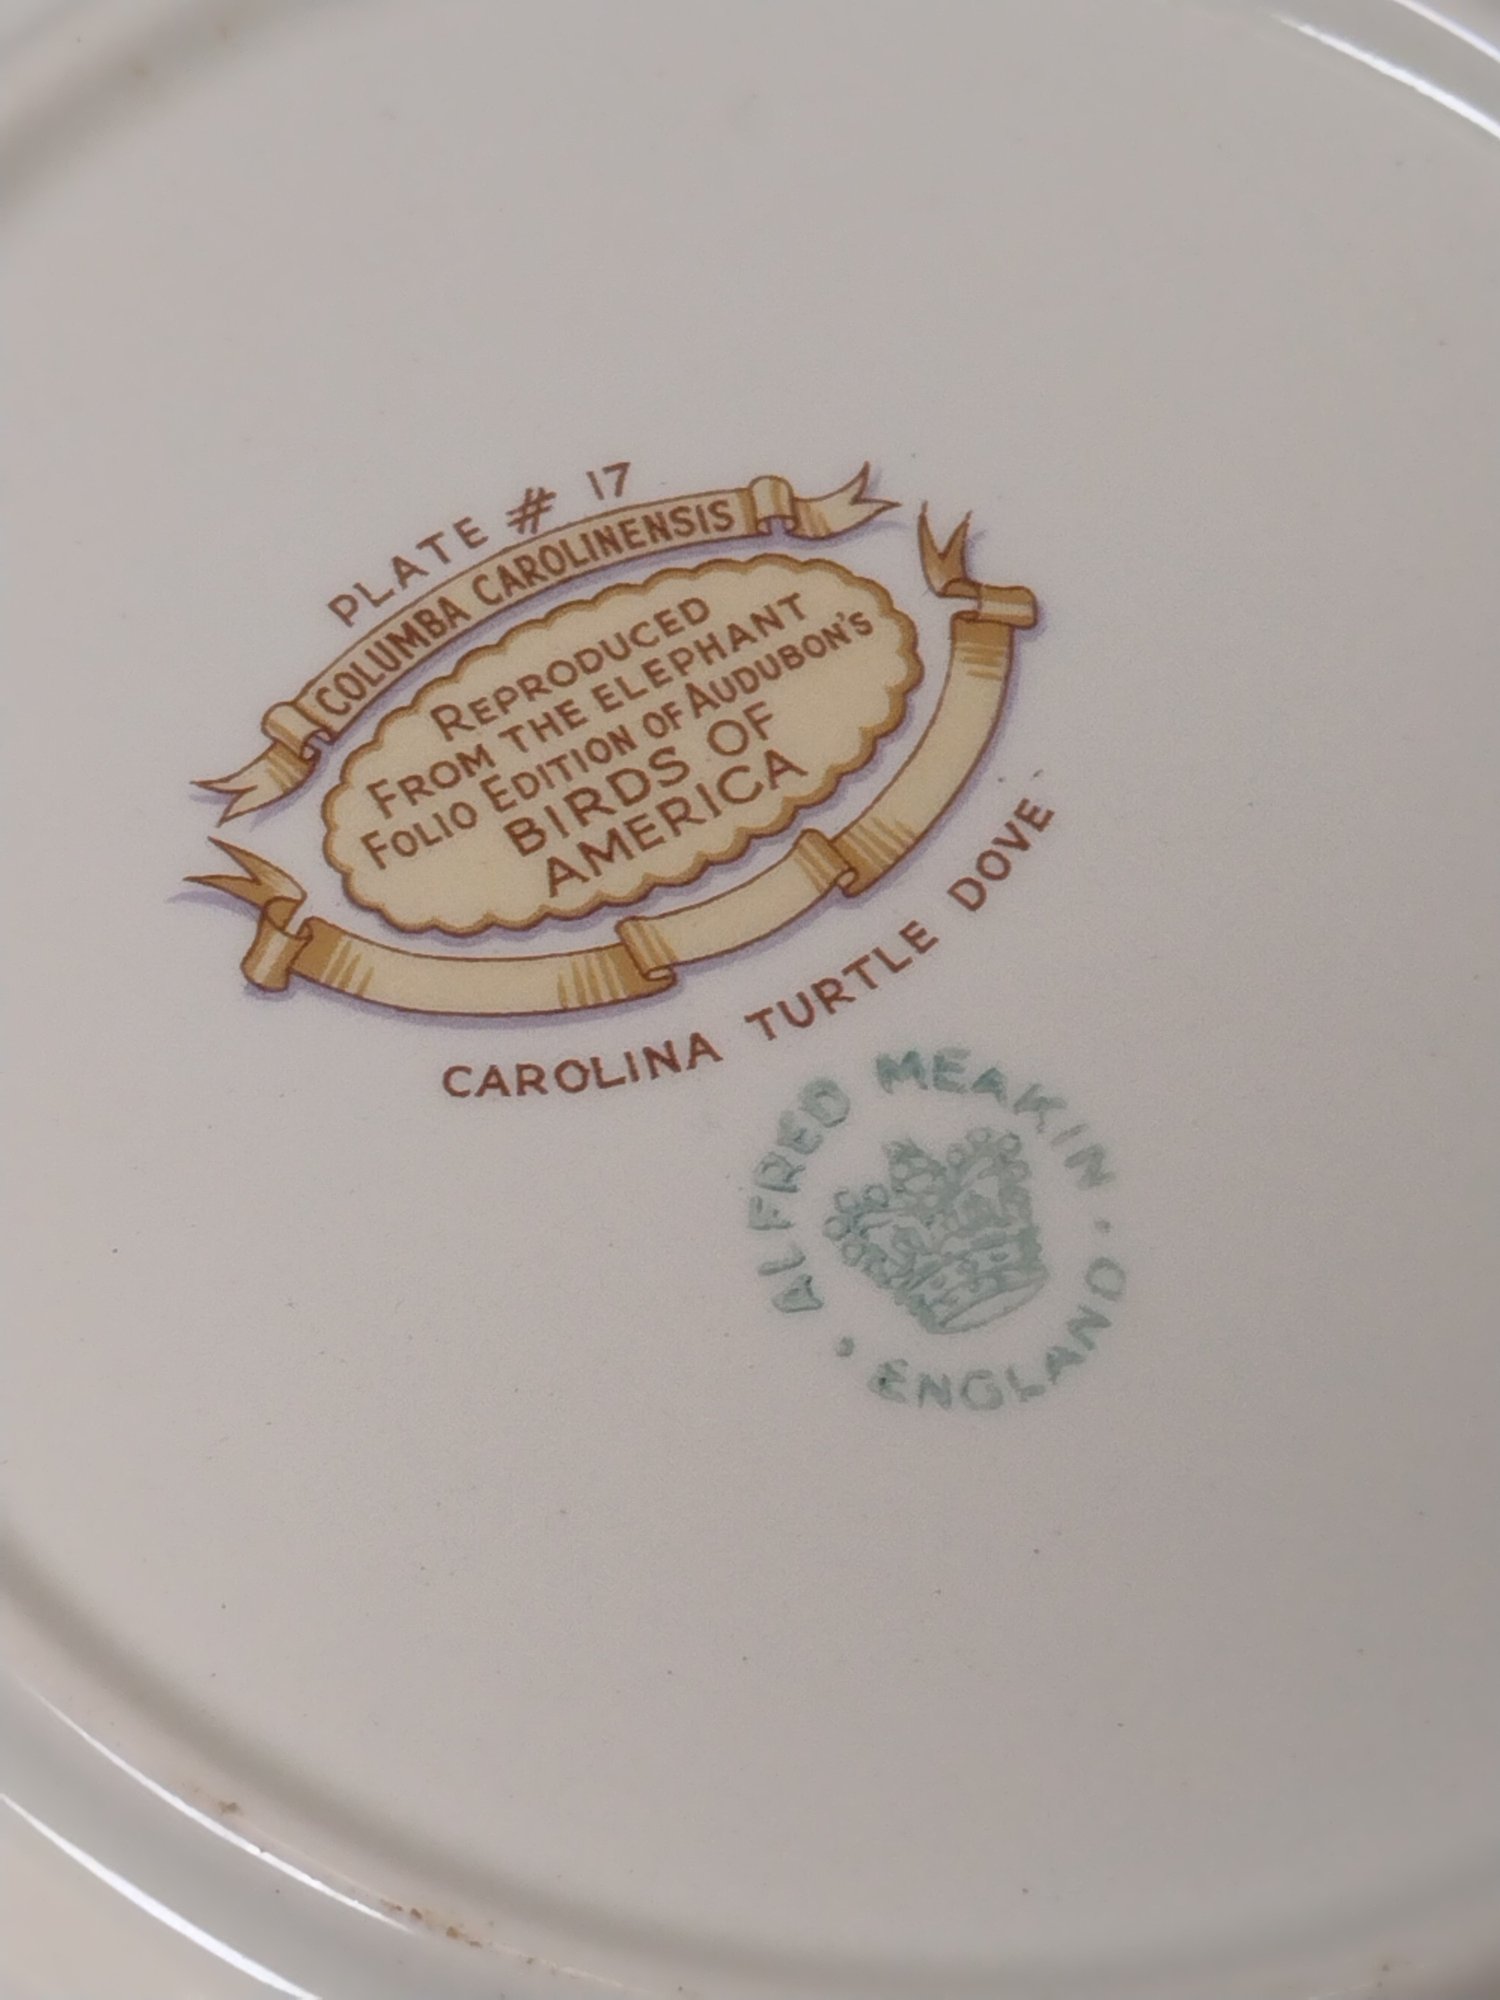 PLATE # 17
COLUMBA CAROLINENSIS
REPRODUCED
FROM THE ELEPHANT
FOLIO EDITION OF AUDUBON'S
BIRDS OF
AMERICA
CAROLINA TURTLE DOVE
ALFRED MEAKIN
· ENGLAND ·